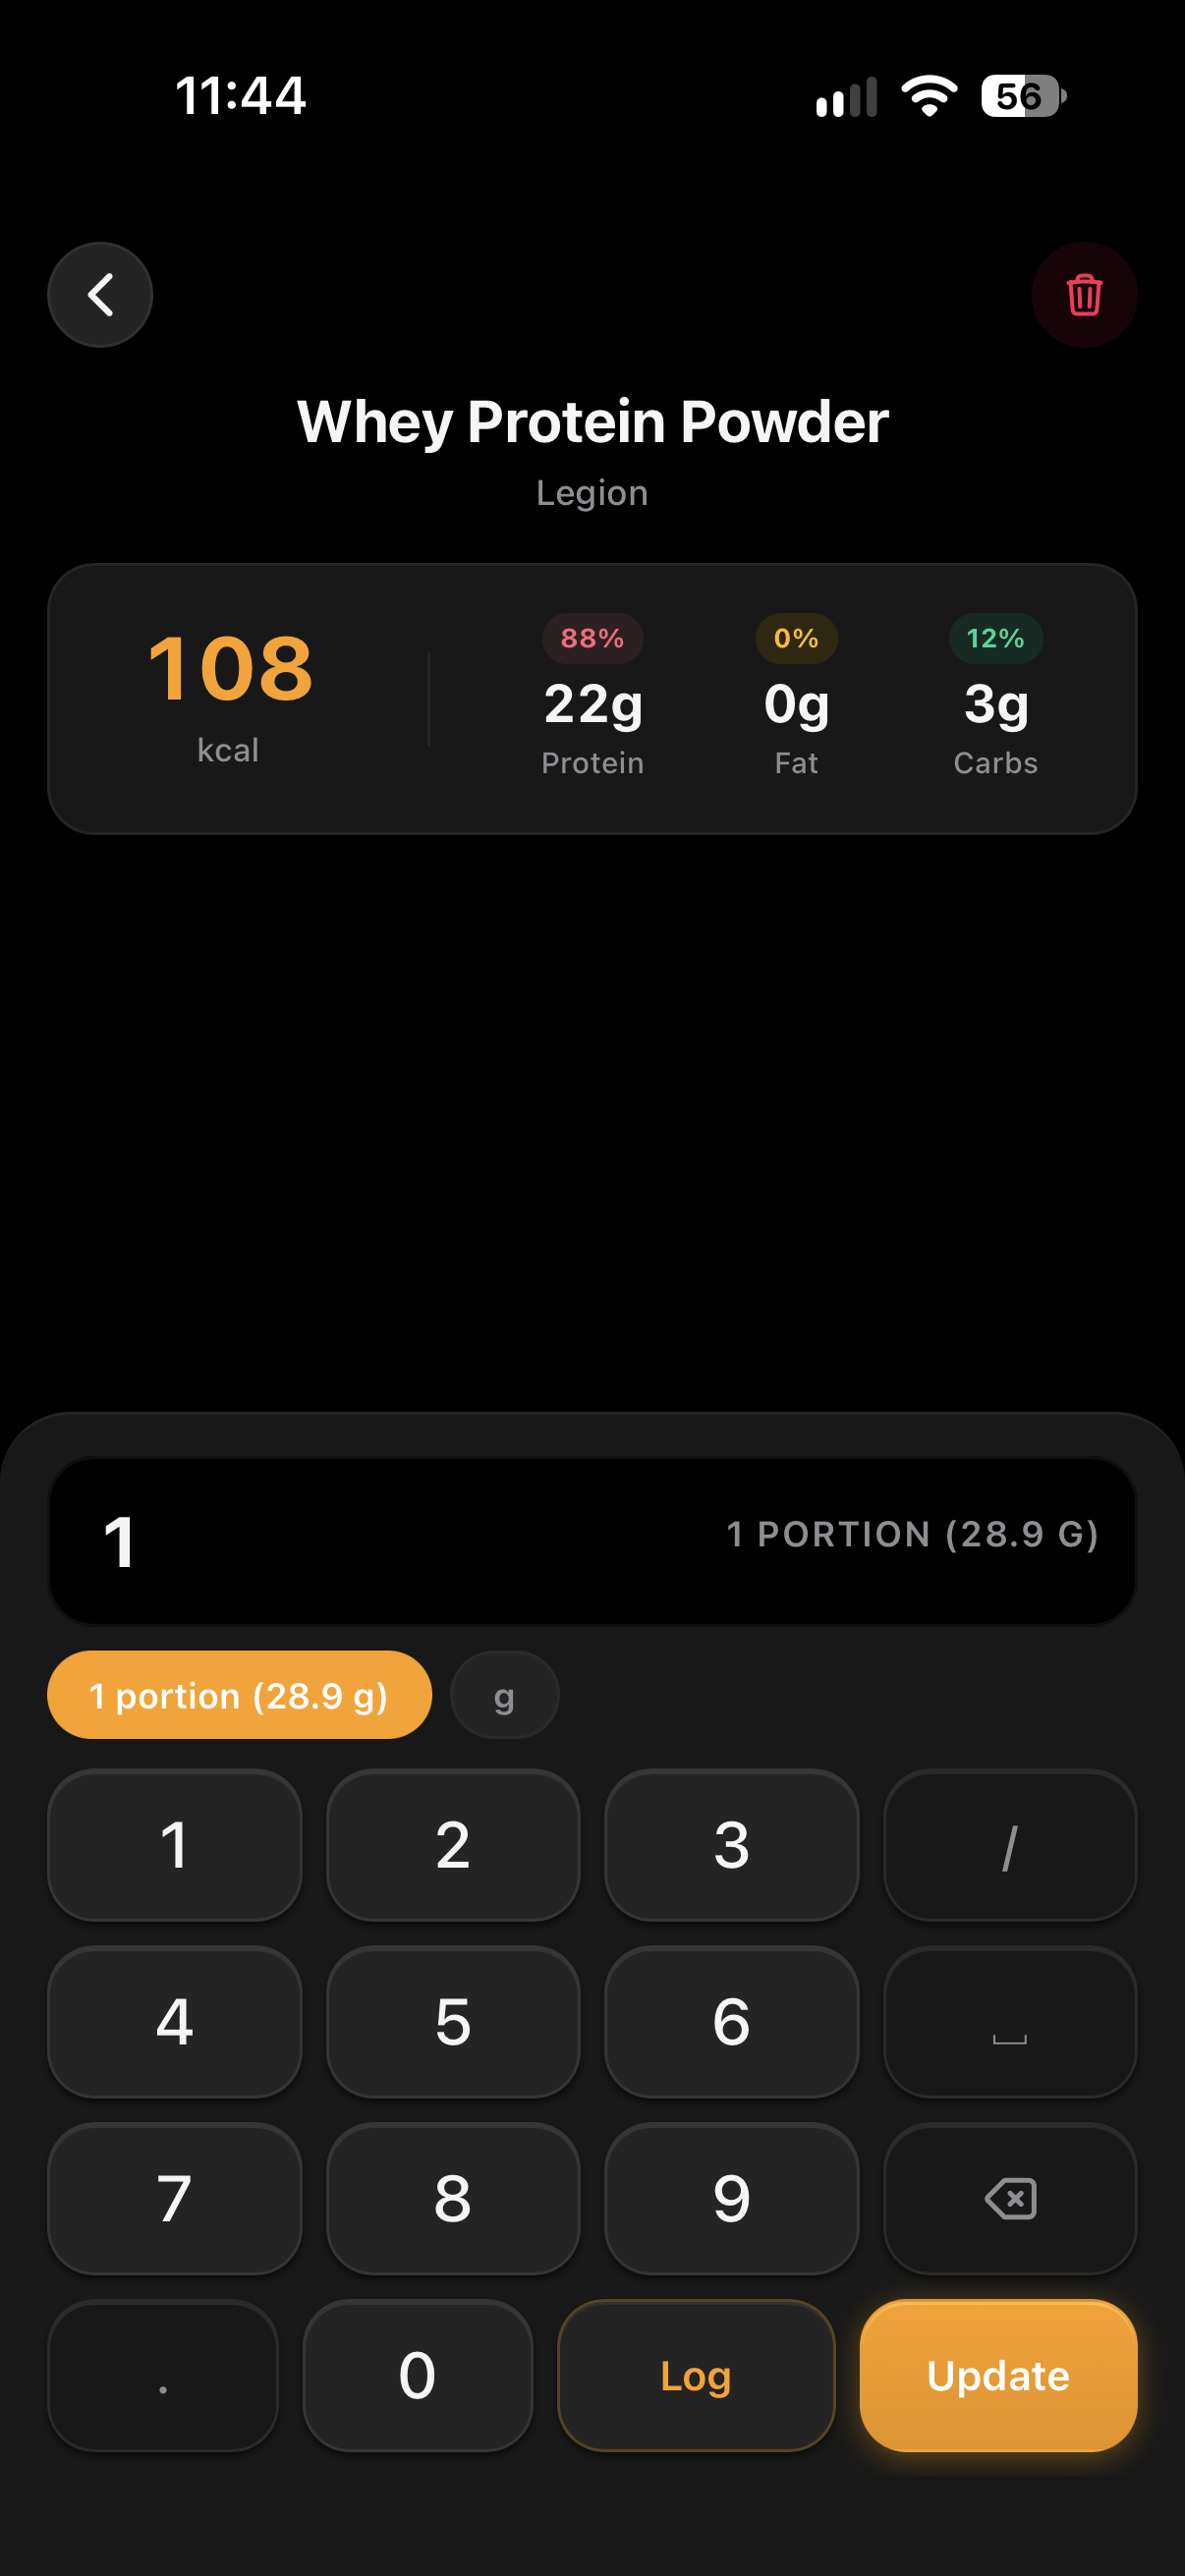 11:44
56
Whey Protein Powder
Legion
108
kcal
88%
22g
Protein
0%
0g
Fat
12%
3g
Carbs
1
1 PORTION (28.9 G)
1 portion (28.9 g)
g
1
2
3
/
4
5
6
7
8
9
.
0
Log
Update